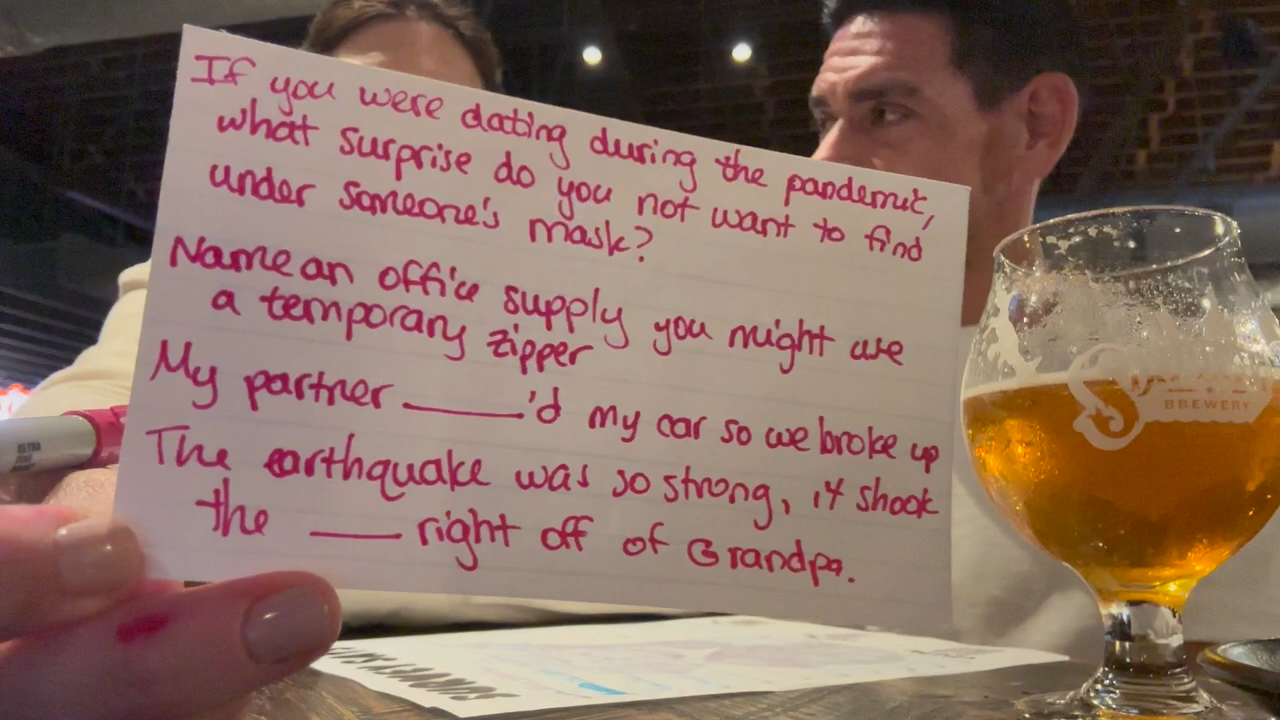 If you were dating during the pandemic,
what surprise do you not want to find
under someone's mask?
Name an office supply you might use
a temporary zipper
My partner ______'d my car so we broke up
The earthquake was so strong, it shook
the ____ right off of Grandpa.
BREWERY